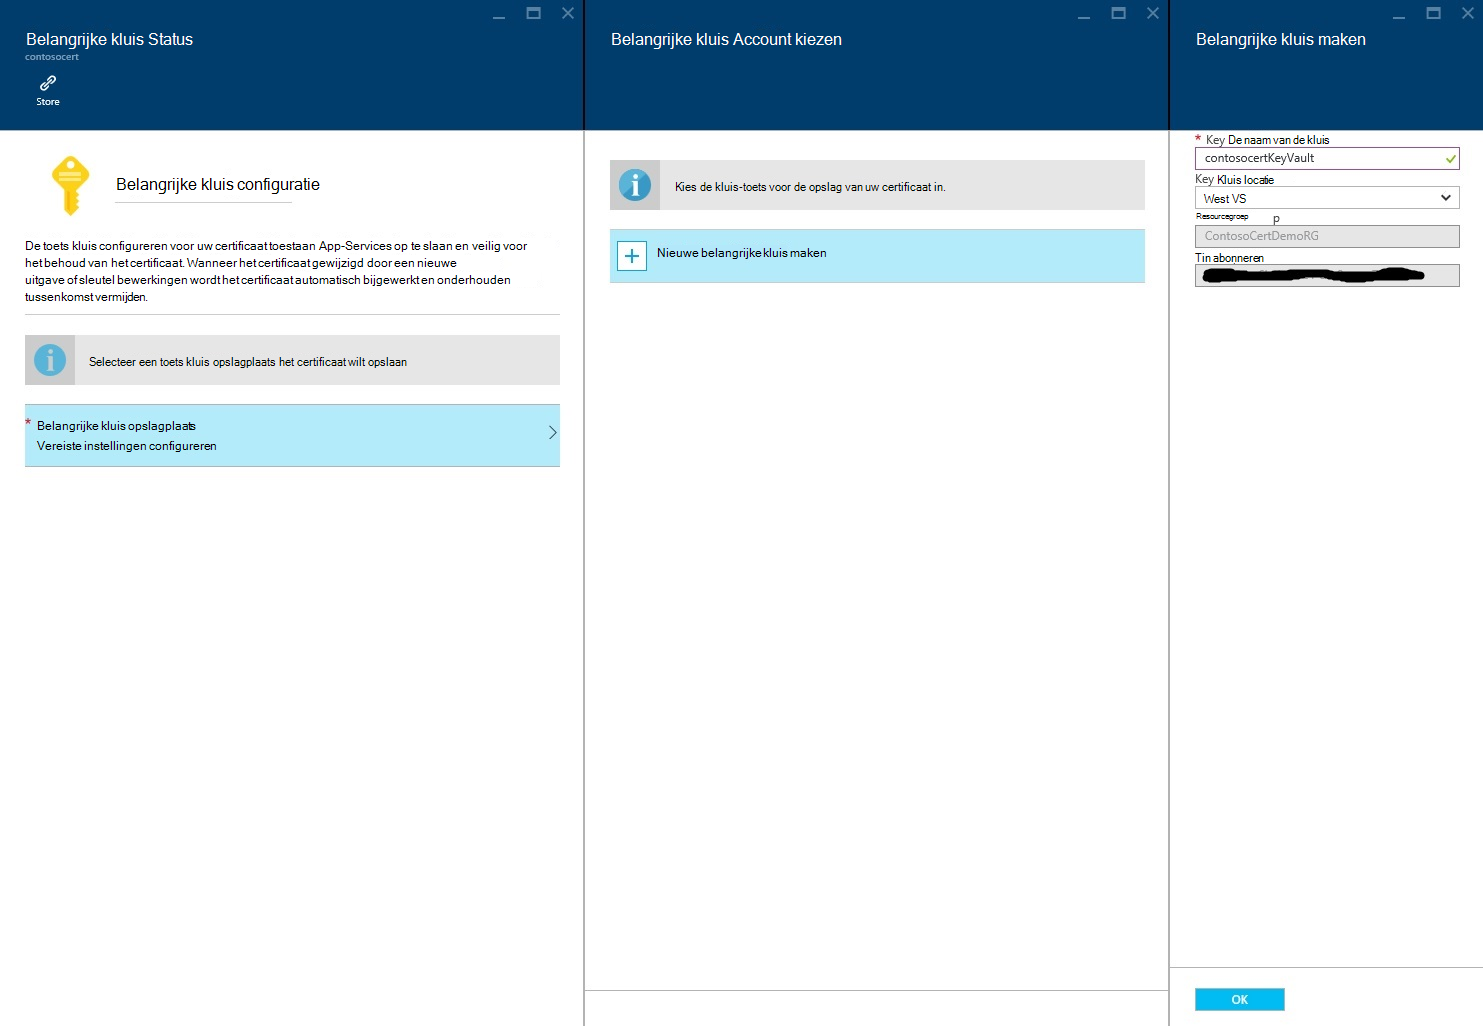 Belangrijke kluis Status
contosocert
Store
Belangrijke kluis configuratie
De toets kluis configureren voor uw certificaat toestaan App-Services op te slaan en veilig voor
het behoud van het certificaat. Wanneer het certificaat gewijzigd door een nieuwe
uitgave of sleutel bewerkingen wordt het certificaat automatisch bijgewerkt en onderhouden
tussenkomst vermijden.
Selecteer een toets kluis opslagplaats het certificaat wilt opslaan
* Belangrijke kluis opslagplaats
Vereiste instellingen configureren
Belangrijke kluis Account kiezen
Kies de kluis-toets voor de opslag van uw certificaat in.
Nieuwe belangrijke kluis maken
Belangrijke kluis maken
* Key De naam van de kluis
contosocertKeyVault
Key Kluis locatie
West VS
Resourcegroep p
ContosoCertDemoRG
Tin abonneren
OK